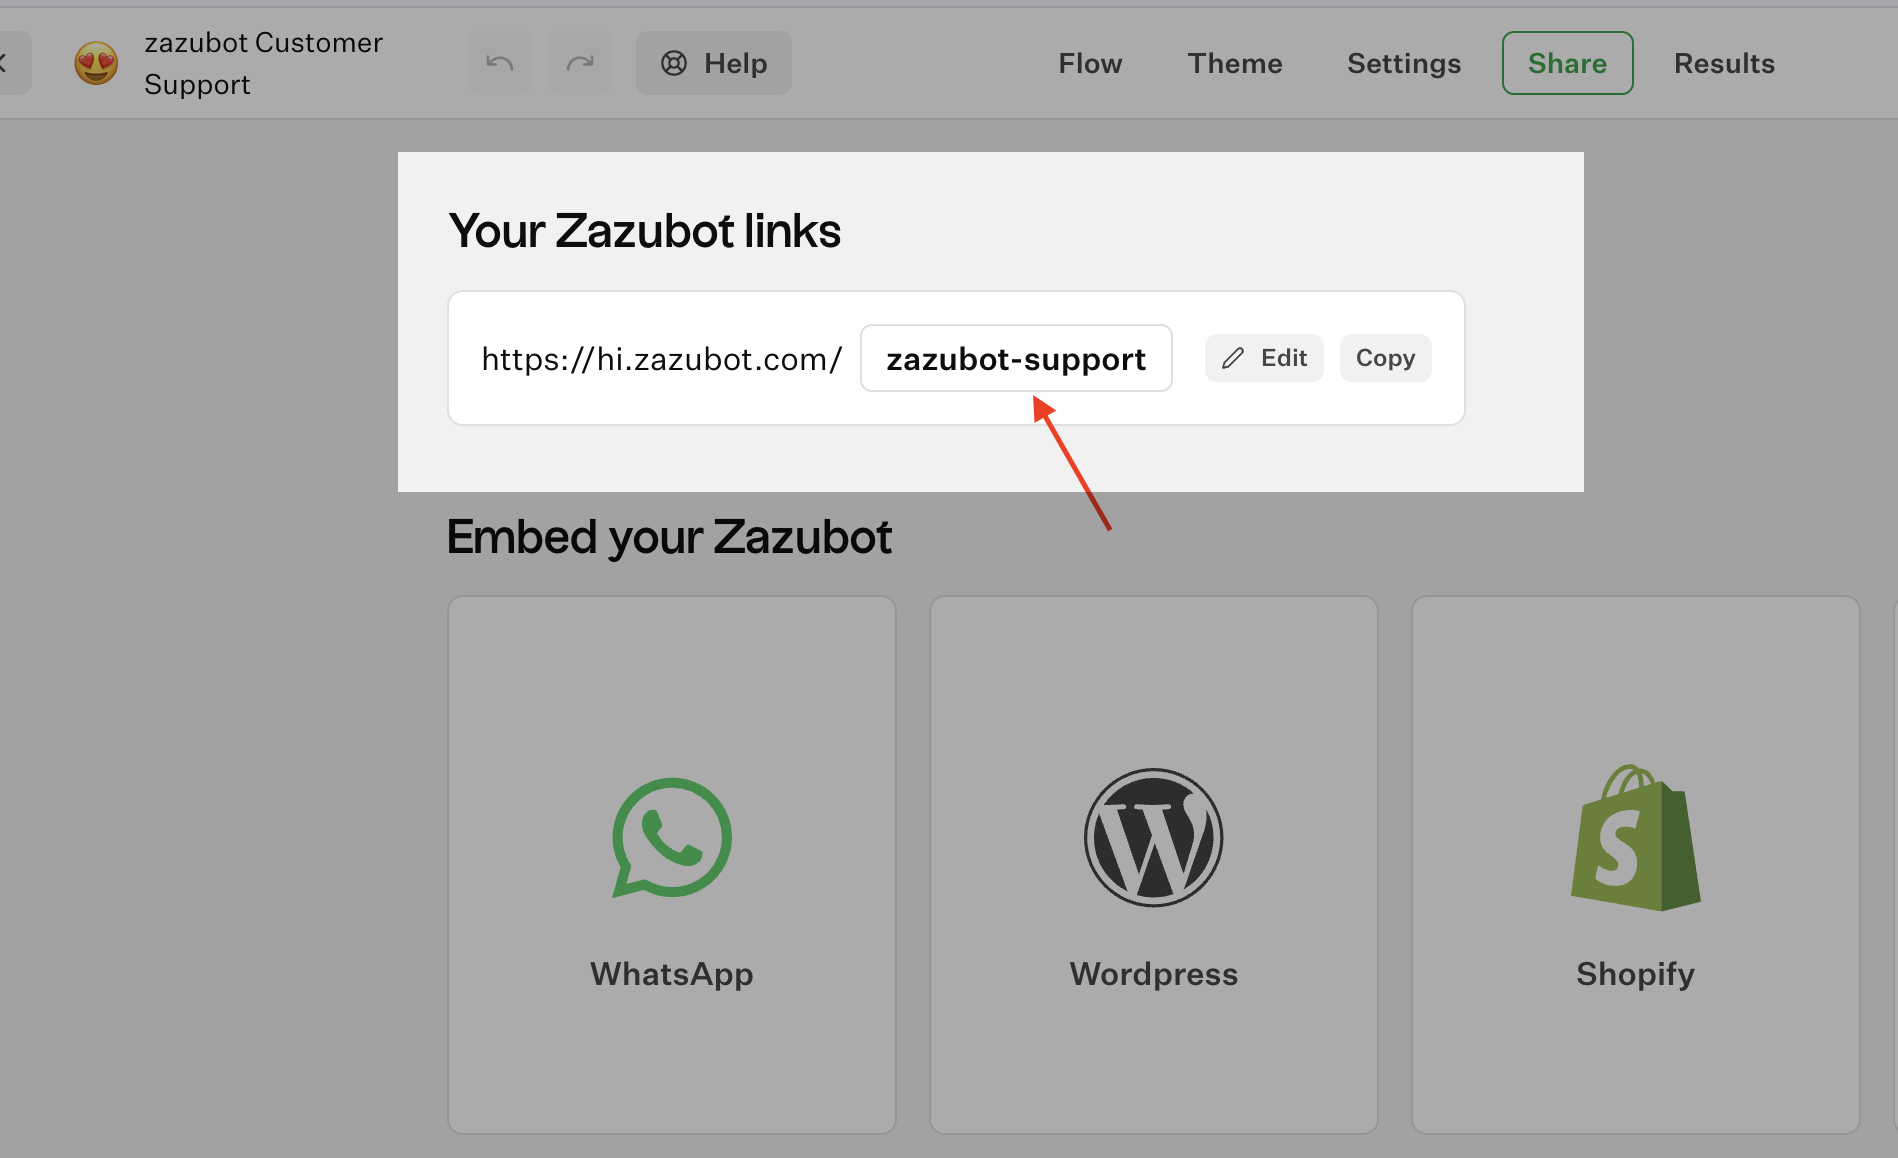 zazubot Customer
Support
Help
Flow
Theme
Settings
Share
Results
Your Zazubot links
https://hi.zazubot.com/ zazubot-support Edit Copy
Embed your Zazubot
WhatsApp
Wordpress
Shopify